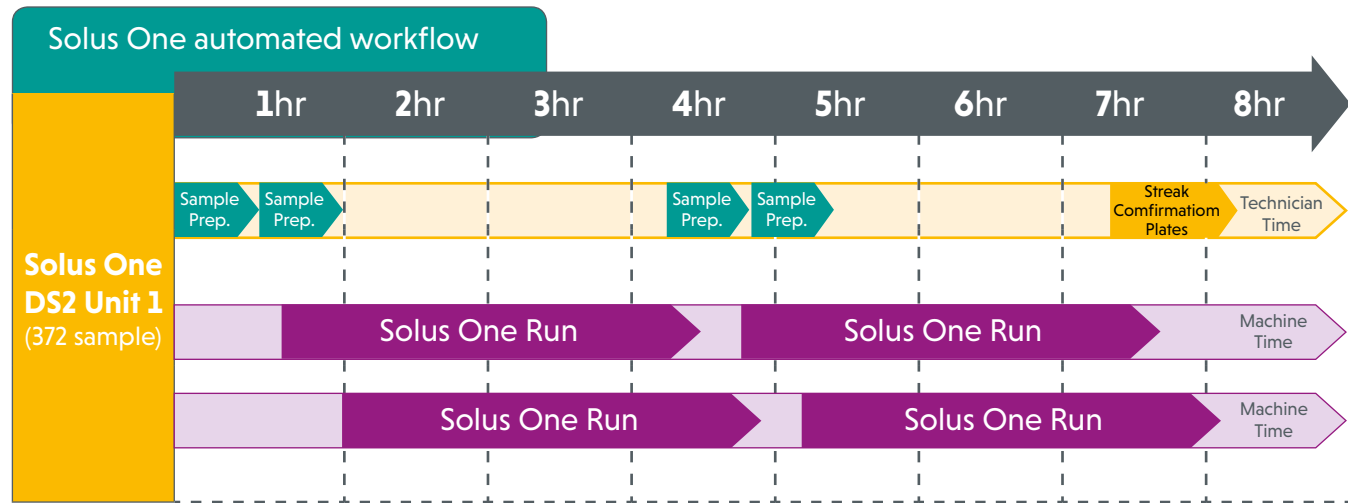 Solus One automated workflow
1hr 2hr 3hr 4hr 5hr 6hr 7hr 8hr
Sample
Prep.
Sample
Prep.
Sample
Prep.
Sample
Prep.
Streak
Comfirmatiom
Plates
Technician
Time
Solus One
DS2 Unit 1
(372 sample)
Solus One Run
Solus One Run
Machine
Time
Solus One Run
Solus One Run
Machine
Time